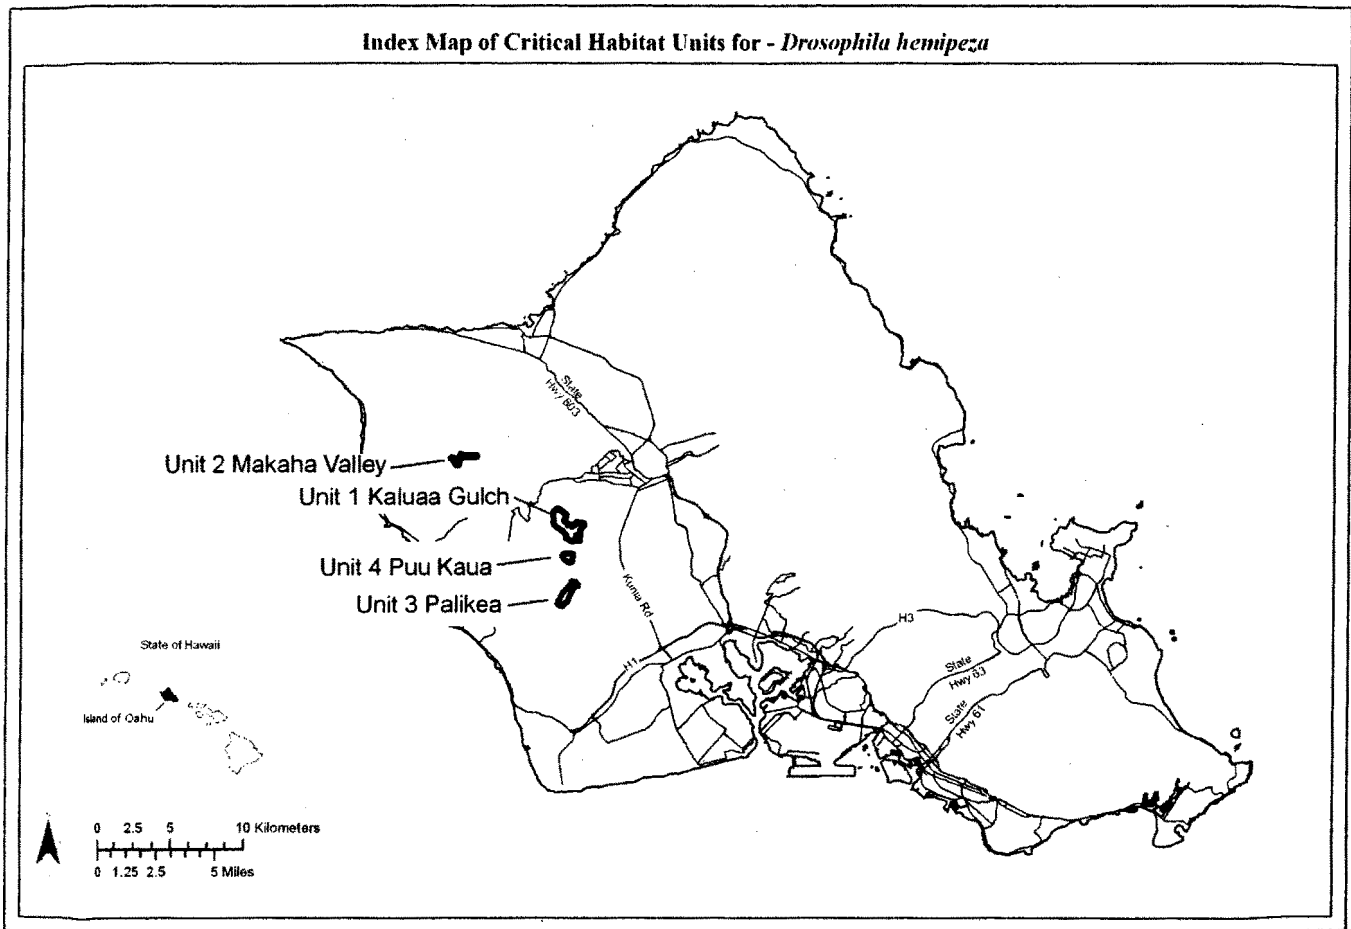 Index Map of Critical Habitat Units for - Drosophila hemipeza
State
Hwy 803
Unit 2 Makaha Valley
Unit 1 Kaluaa Gulch
Unit 4 Puu Kaua
Unit 3 Palikea
Kunia Rd
H1
H3
State
Hwy 63
State
Hwy 61
State of Hawaii
Island of Oahu
0 2.5 5 10 Kilometers
0 1.25 2.5 5 Miles